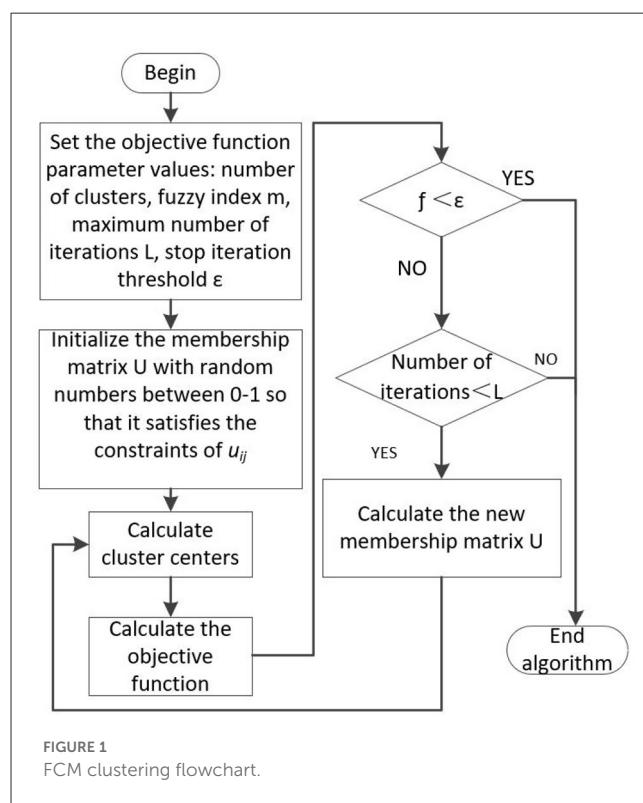 Begin
Set the objective function
parameter values: number
of clusters, fuzzy index m,
maximum number of
iterations L, stop iteration
threshold ε
Initialize the membership
matrix U with random
numbers between 0-1 so
that it satisfies the
constraints of uij
Calculate
cluster centers
Calculate the
objective
function
ƒ <ε
YES
NO
Number of
iterations<L
NO
YES
Calculate the new
membership matrix U
End
algorithm
FIGURE 1
FCM clustering flowchart.